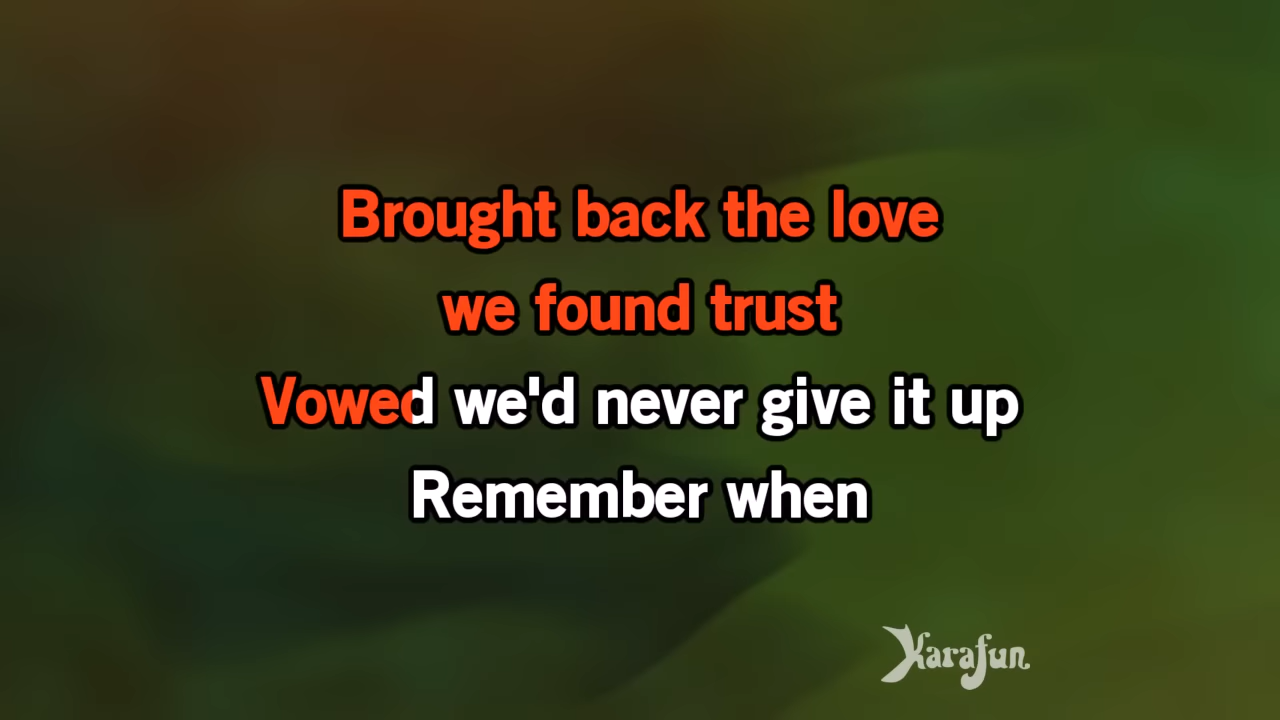 Brought back the love
we found trust
Vowed we'd never give it up
Remember when
Karafun